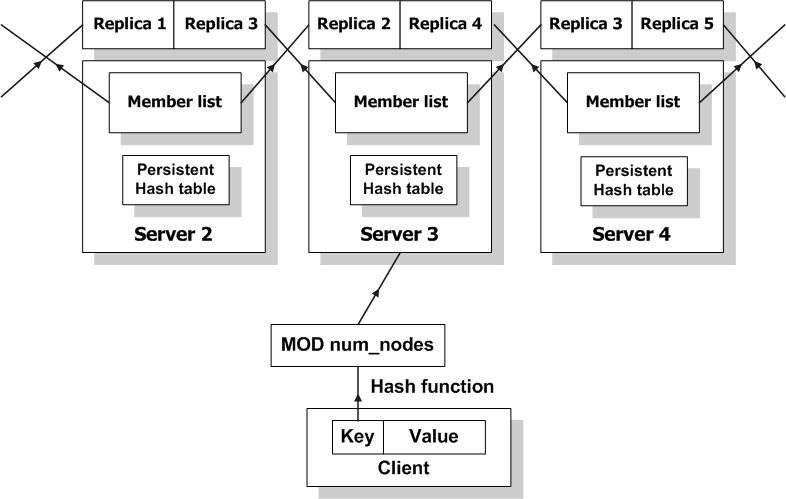 Replica 1 Replica 3 Replica 2 Replica 4 Replica 3 Replica 5
Member list Member list Member list
Persistent Persistent Persistent
Hash table Hash table Hash table
Server 2 Server 3 Server 4
MOD num_nodes
Hash function
Key Value
Client